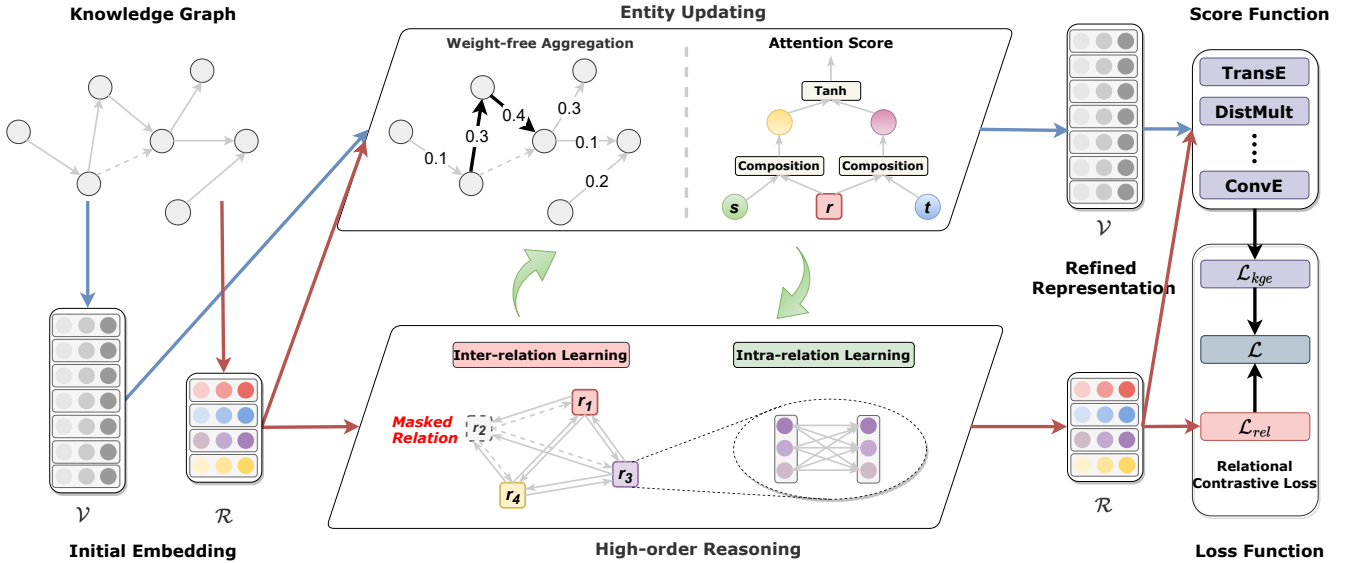 Knowledge Graph
Entity Updating
Score Function
Weight-free Aggregation
Attention Score
Tanh
Composition
Composition
s
r
t
0.1
0.3
0.4
0.3
0.1
0.2
𝒱
TransE
DistMult
ConvE
Refined
Representation
Inter-relation Learning
Intra-relation Learning
Masked
Relation
r1
r2
r3
r4
ℒkge
ℒ
ℒrel
Relational
Contrastive Loss
𝒱
ℛ
ℛ
Initial Embedding
High-order Reasoning
Loss Function